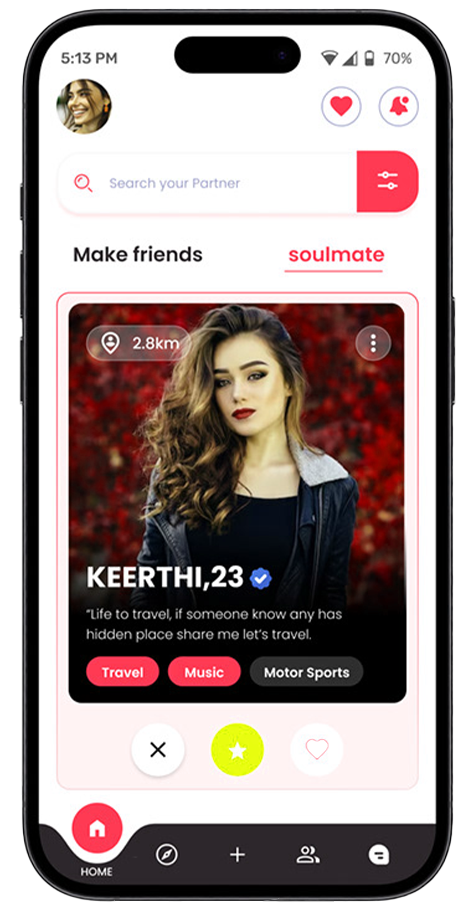 5:13 PM
70%
Search your Partner
Make friends
soulmate
2.8km
KEERTHI,23
“Life to travel, if someone know any has
hidden place share me let’s travel.
Travel
Music
Motor Sports
HOME